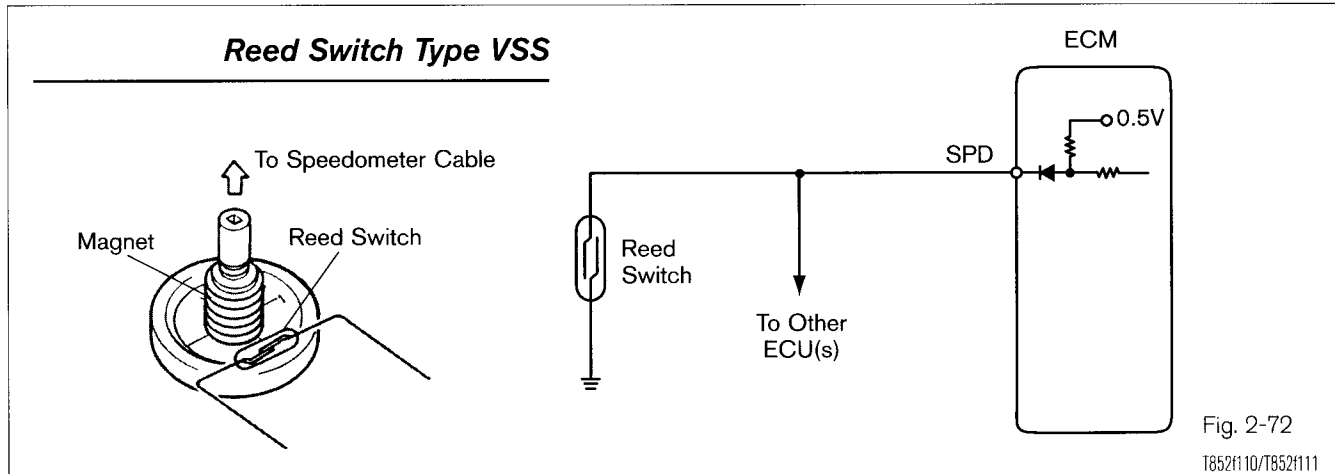 Reed Switch Type VSS
To Speedometer Cable
Magnet
Reed Switch
ECM
0.5V
SPD
Reed
Switch
To Other
ECU(s)
Fig. 2-72
T852f110/T852f111